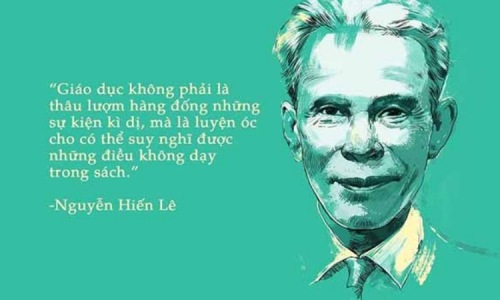 “Giáo dục không phải là
thâu lượm hàng đống những
sự kiện kì dị, mà là luyện óc
cho có thể suy nghĩ được
những điều không dạy
trong sách.”
-Nguyễn Hiến Lê